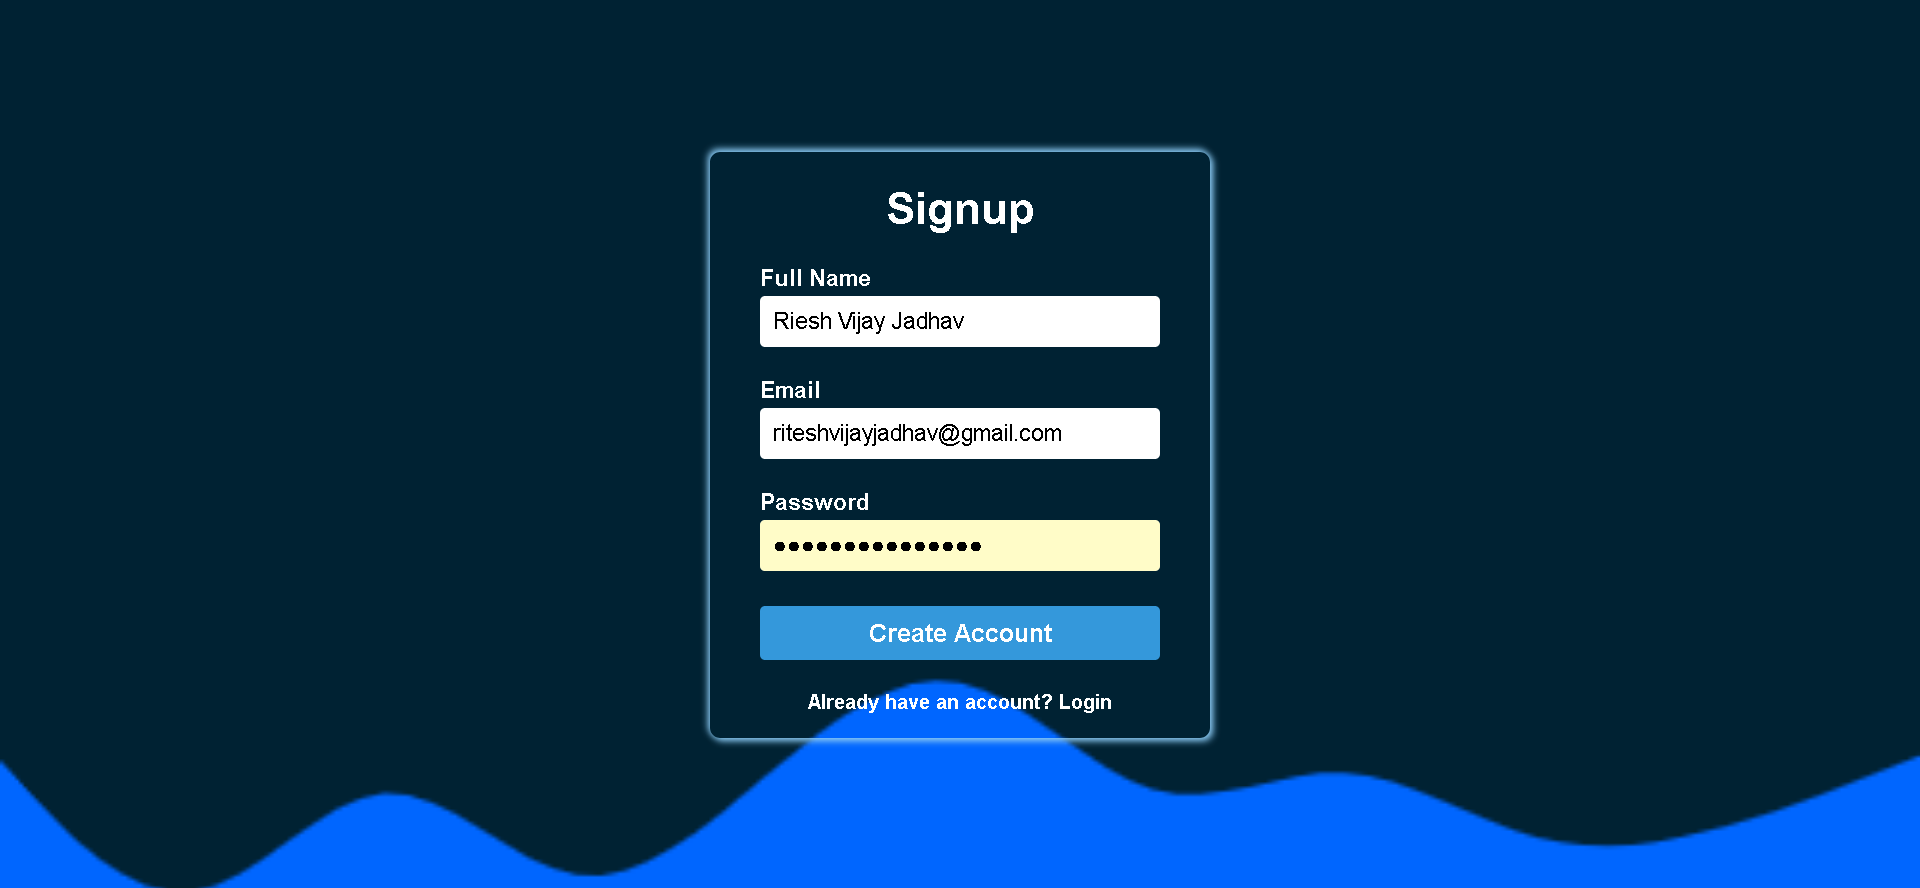 Signup
Full Name
Riesh Vijay Jadhav
Email
riteshvijayjadhav@gmail.com
Password
●●●●●●●●●●●●●●●
Create Account
Already have an account? Login